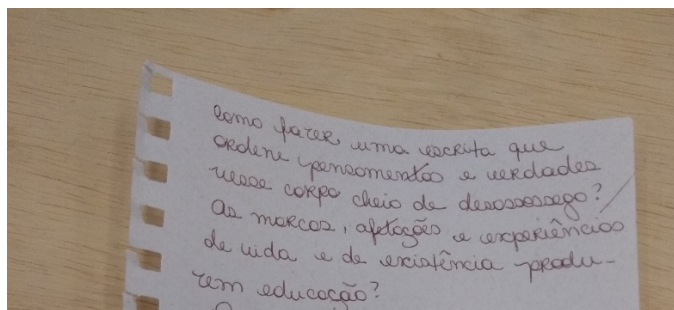 como fazer uma escrita que
ordene pensamentos e verdades
nesse corpo cheio de desassossego?
As marcas, afetações e experiências
de vida e de existência produ-
zem educação?